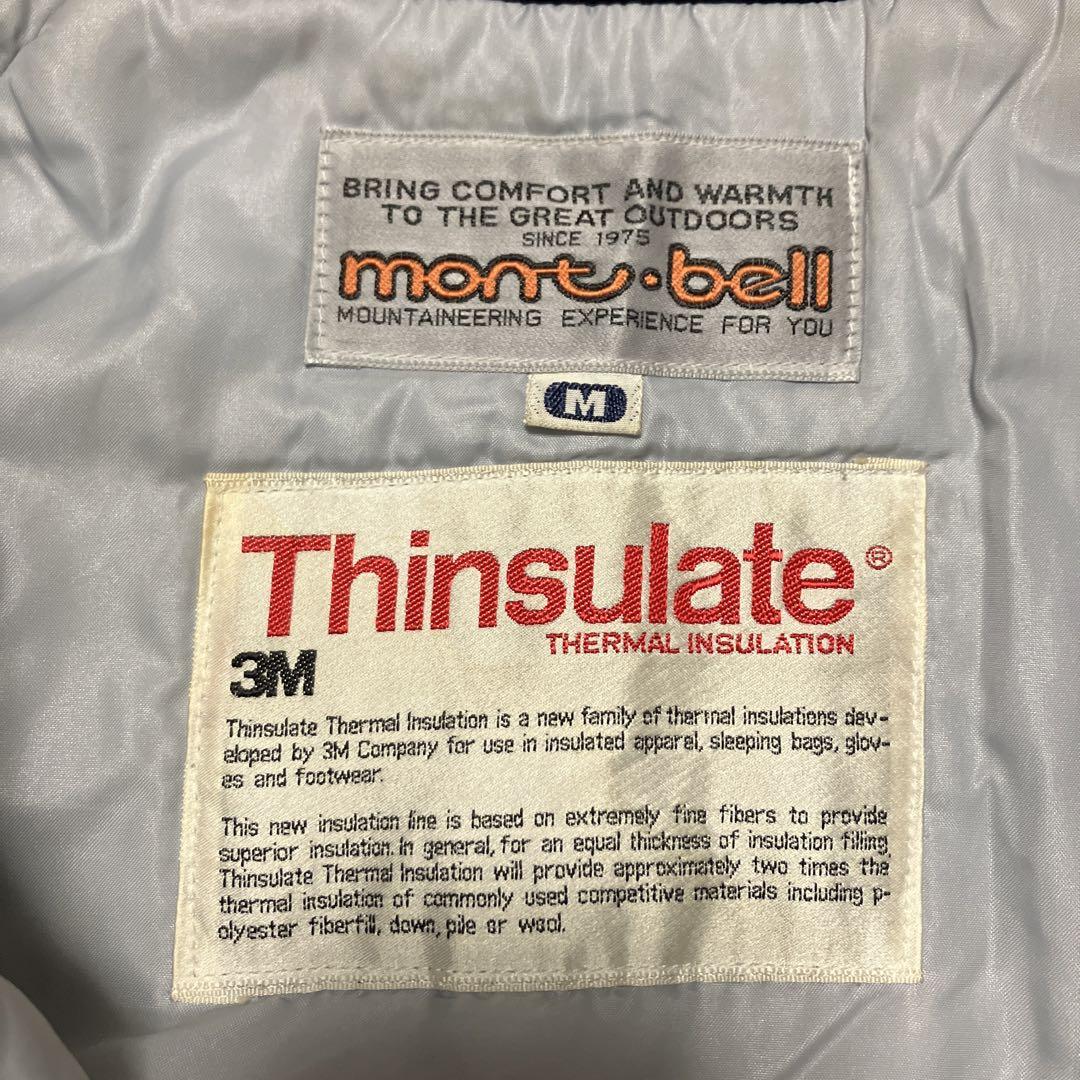 BRING COMFORT AND WARMTH
TO THE GREAT OUTDOORS
SINCE 1975
mont·bell
MOUNTAINEERING EXPERIENCE FOR YOU
M
Thinsulate®
THERMAL INSULATION
3M
Thinsulate Thermal Insulation is a new family of thermal insulations dev-
eloped by 3M Company for use in insulated apparel, sleeping bags, glov-
es and footwear.
This new insulation line is based on extremely fine fibers to provide
superior insulation. In general, for an equal thickness of insulation filling
Thinsulate Thermal Insulation will provide approximately two times the
thermal insulation of commonly used competitive materials including p-
olyester fiberfill, down, pile or wool.